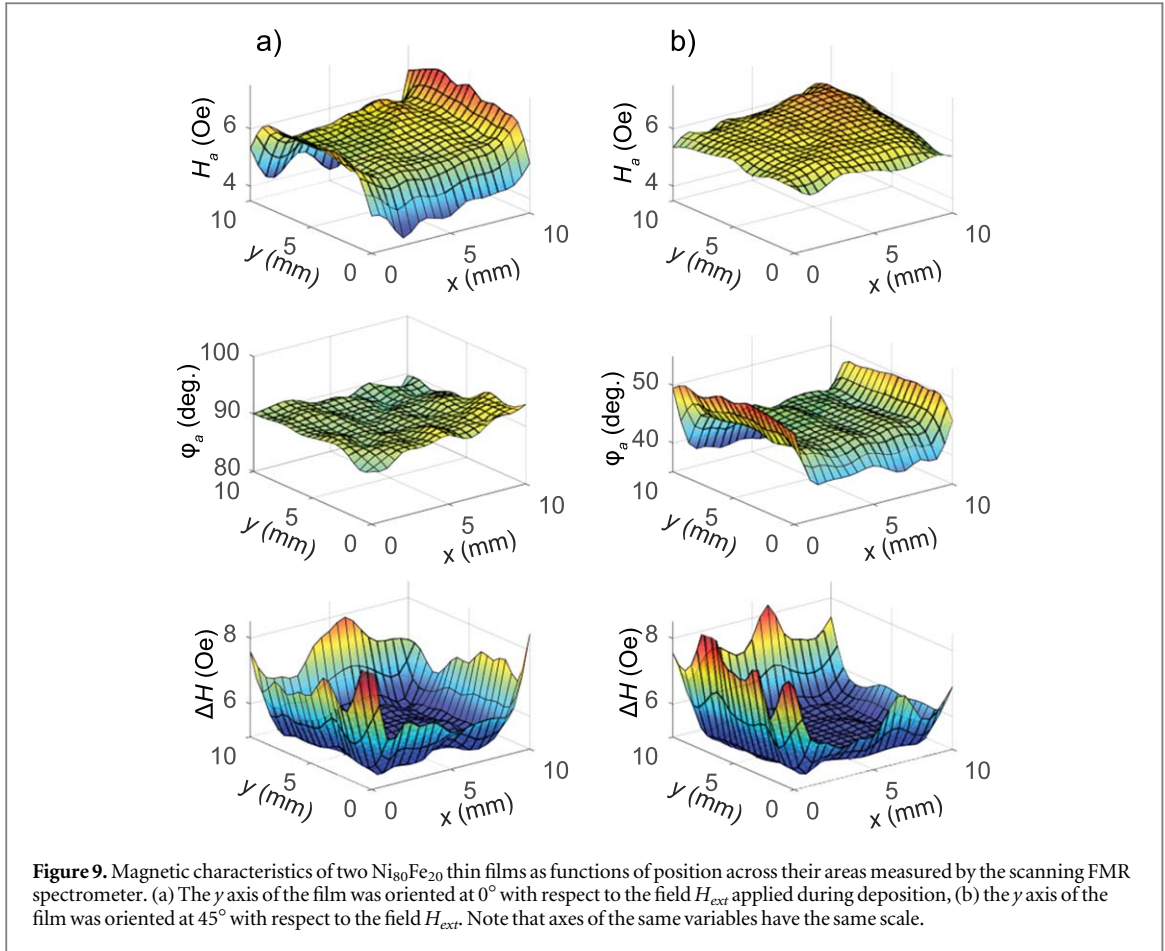 a)
b)
Hₐ (Oe)
6
4
10
5
0
y (mm)
0
5
10
x (mm)
Hₐ (Oe)
6
4
10
5
0
y (mm)
0
5
10
x (mm)
φₐ (deg.)
100
90
80
10
5
0
y (mm)
0
5
10
x (mm)
φₐ (deg.)
50
40
10
5
0
y (mm)
0
5
10
x (mm)
ΔH (Oe)
8
6
10
5
0
y (mm)
0
5
10
x (mm)
ΔH (Oe)
8
6
10
5
0
y (mm)
0
5
10
x (mm)
Figure 9. Magnetic characteristics of two Ni₈₀Fe₂₀ thin films as functions of position across their areas measured by the scanning FMR
spectrometer. (a) The y axis of the film was oriented at 0° with respect to the field Hₑₓₜ applied during deposition, (b) the y axis of the
film was oriented at 45° with respect to the field Hₑₓₜ. Note that axes of the same variables have the same scale.